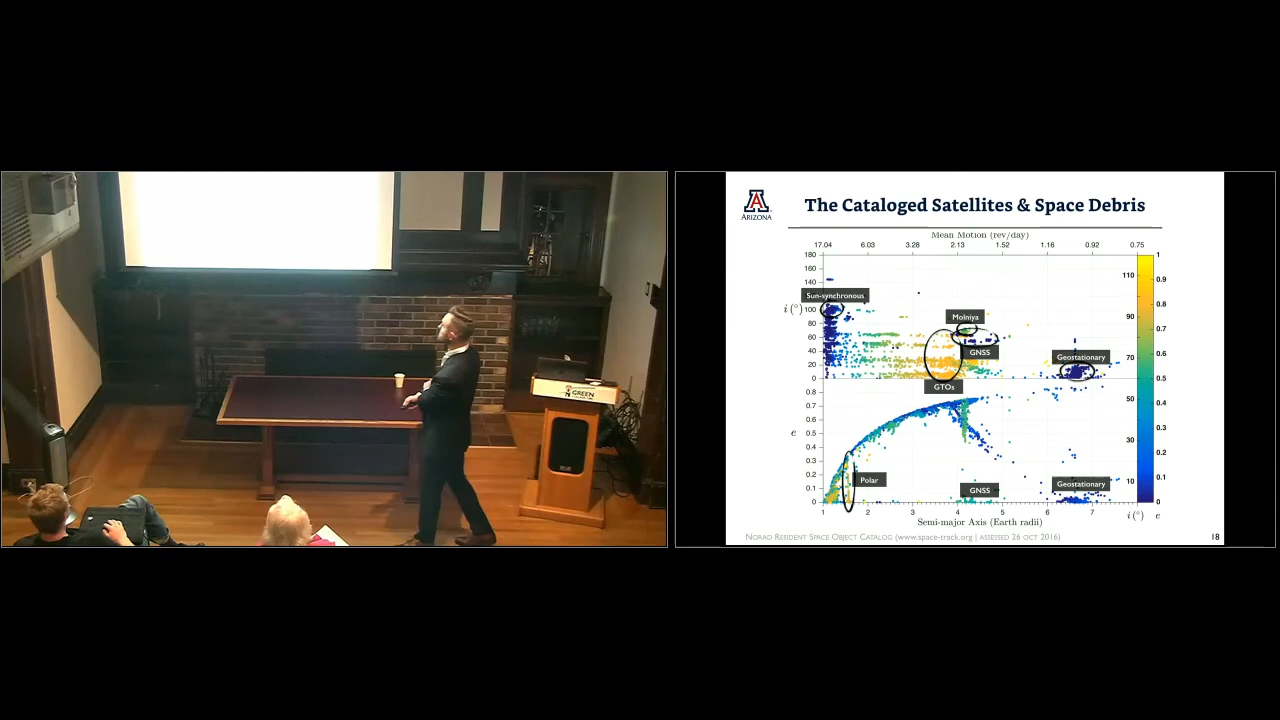 GREEN
A
ARIZONA
The Cataloged Satellites & Space Debris
Mean Motion (rev/day)
17.04 6.03 3.28 2.13 1.52 1.16 0.92 0.75
180
160
140
Sun-synchronous
i (°) 100
80
60
40
20
0
Molniya
GNSS
GTOs
Geostationary
0.8
0.7
0.6
e 0.5
0.4
0.3
0.2
0.1
0
Polar
GNSS
Geostationary
1 2 3 4 5 6 7
Semi-major Axis (Earth radii)
110
90
70
50
30
10
i (°)
1
0.9
0.8
0.7
0.6
0.5
0.4
0.3
0.2
0.1
0
e
NORAD RESIDENT SPACE OBJECT CATALOG (www.space-track.org | ASSESSED 26 OCT 2016)
18